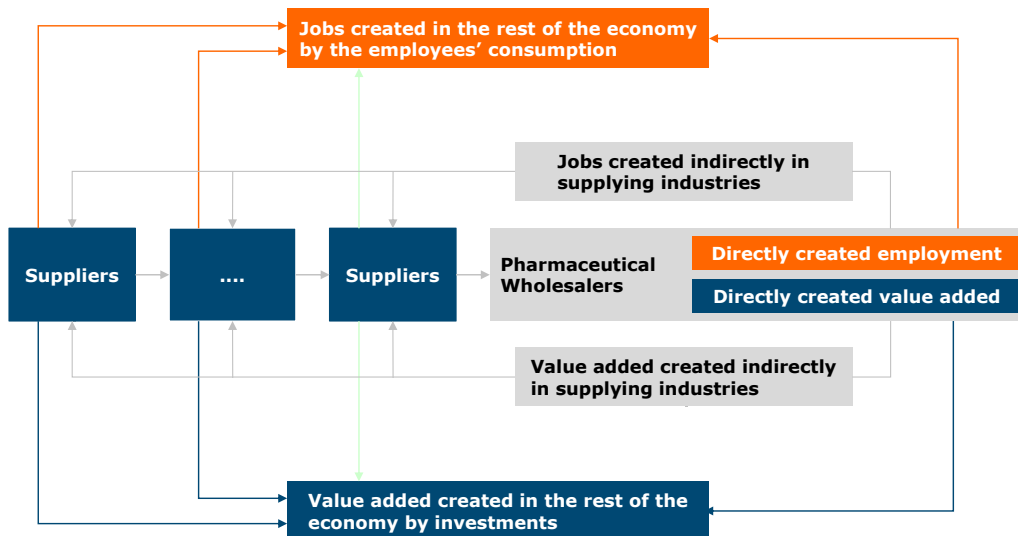 Jobs created in the rest of the economy
by the employees’ consumption
Jobs created indirectly in
supplying industries
Suppliers
....
Suppliers
Pharmaceutical
Wholesalers
Directly created employment
Directly created value added
Value added created indirectly
in supplying industries
Value added created in the rest of the
economy by investments